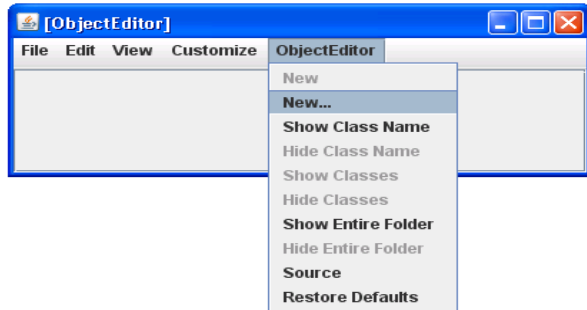 [ObjectEditor]
File Edit View Customize ObjectEditor
New
New...
Show Class Name
Hide Class Name
Show Classes
Hide Classes
Show Entire Folder
Hide Entire Folder
Source
Restore Defaults